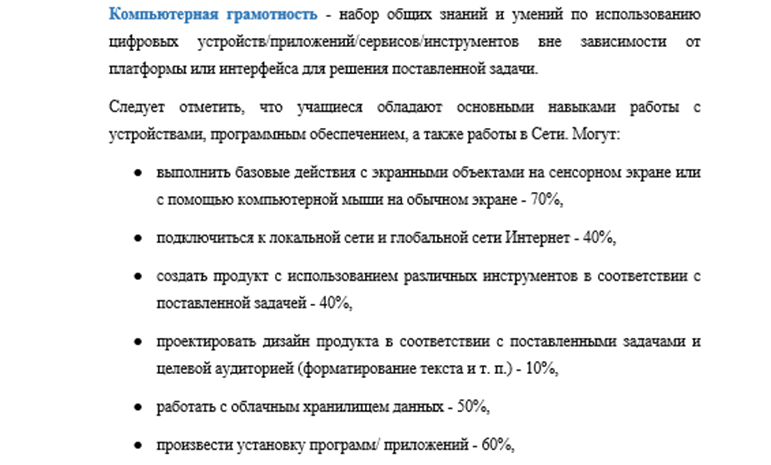 Компьютерная грамотность - набор общих знаний и умений по использованию
цифровых устройств/приложений/сервисов/инструментов вне зависимости от
платформы или интерфейса для решения поставленной задачи.
Следует отметить, что учащиеся обладают основными навыками работы с
устройствами, программным обеспечением, а также работы в Сети. Могут:
● выполнить базовые действия с экранными объектами на сенсорном экране или
с помощью компьютерной мыши на обычном экране - 70%,
● подключиться к локальной сети и глобальной сети Интернет - 40%,
● создать продукт с использованием различных инструментов в соответствии с
поставленной задачей - 40%,
● проектировать дизайн продукта в соответствии с поставленными задачами и
целевой аудиторией (форматирование текста и т. п.) - 10%,
● работать с облачным хранилищем данных - 50%,
● произвести установку программ/ приложений - 60%,